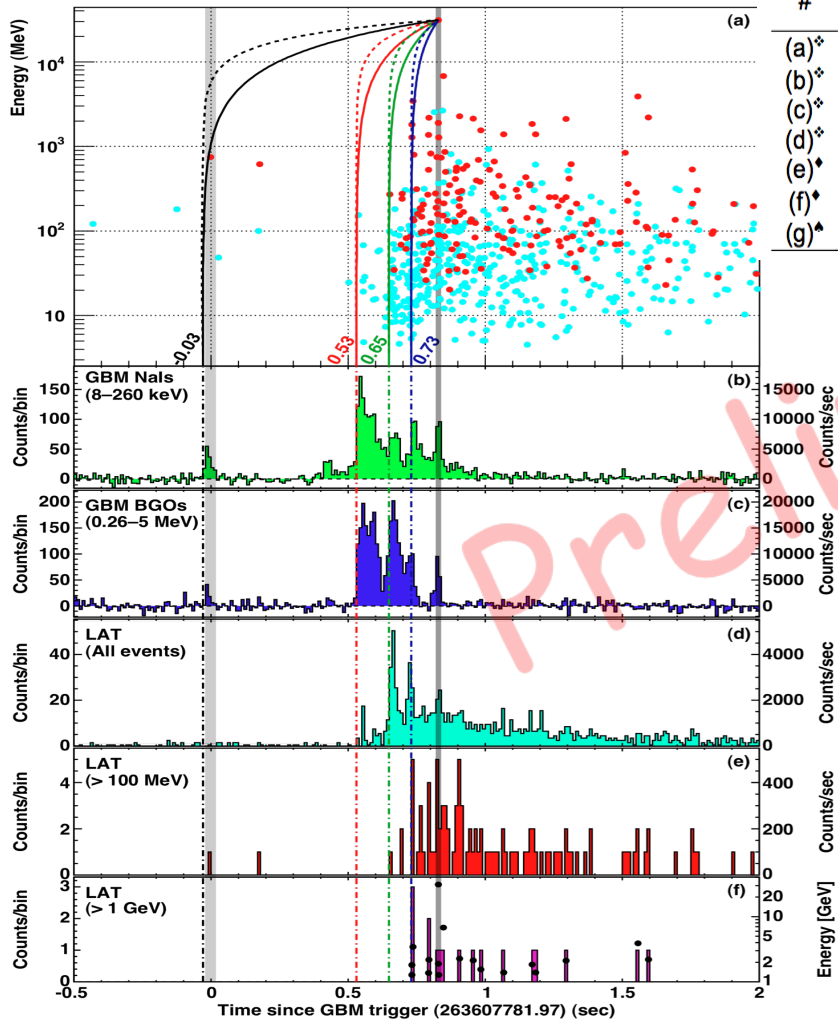 (a)
Energy (MeV)
10⁴
10³
10²
10
-0.03
0.53
0.65
0.73
#
(a)❖
(b)❖
(c)❖
(d)❖
(e)♦
(f)♦
(g)♠
GBM NaIs
(8–260 keV)
(b)
Counts/bin
150
100
50
0
15000
10000
5000
0
Counts/sec
GBM BGOs
(0.26–5 MeV)
(c)
Counts/bin
200
150
100
50
0
20000
15000
10000
5000
0
Counts/sec
Preli
LAT
(All events)
(d)
Counts/bin
40
20
0
4000
2000
0
Counts/sec
LAT
(> 100 MeV)
(e)
Counts/bin
4
2
0
400
200
0
Counts/sec
LAT
(> 1 GeV)
(f)
Counts/bin
3
2
1
0
20
10
5
2
1
Energy [GeV]
-0.5 0 0.5 1 1.5 2
Time since GBM trigger (263607781.97) (sec)